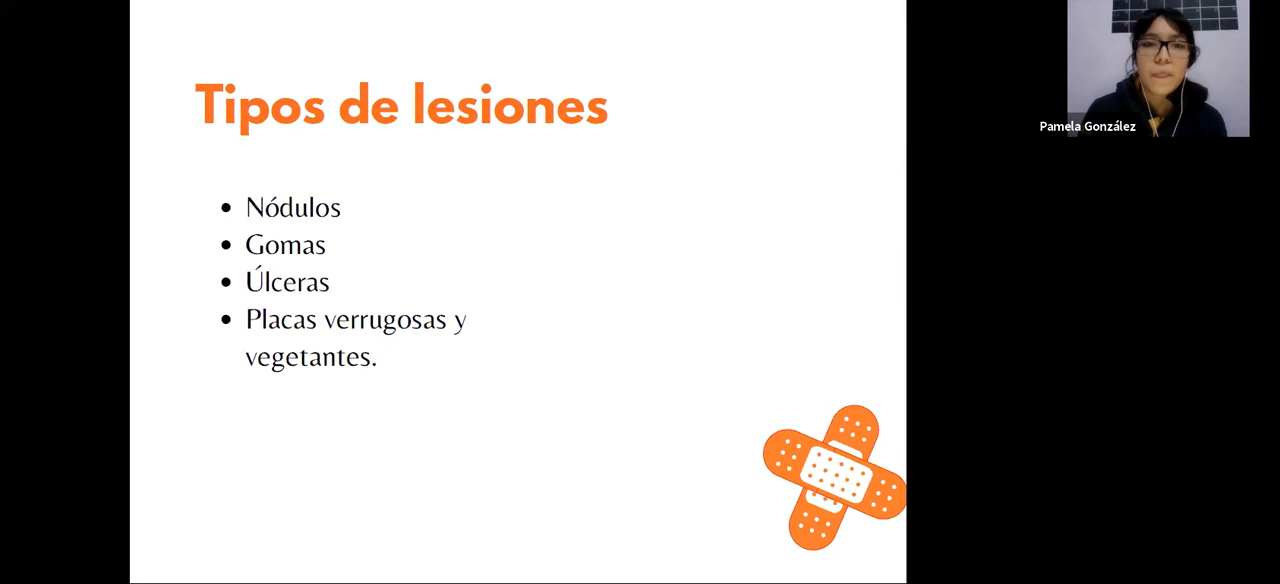 Tipos de lesiones
Nódulos
Gomas
Úlceras
Placas verrugosas y
vegetantes.
Pamela González